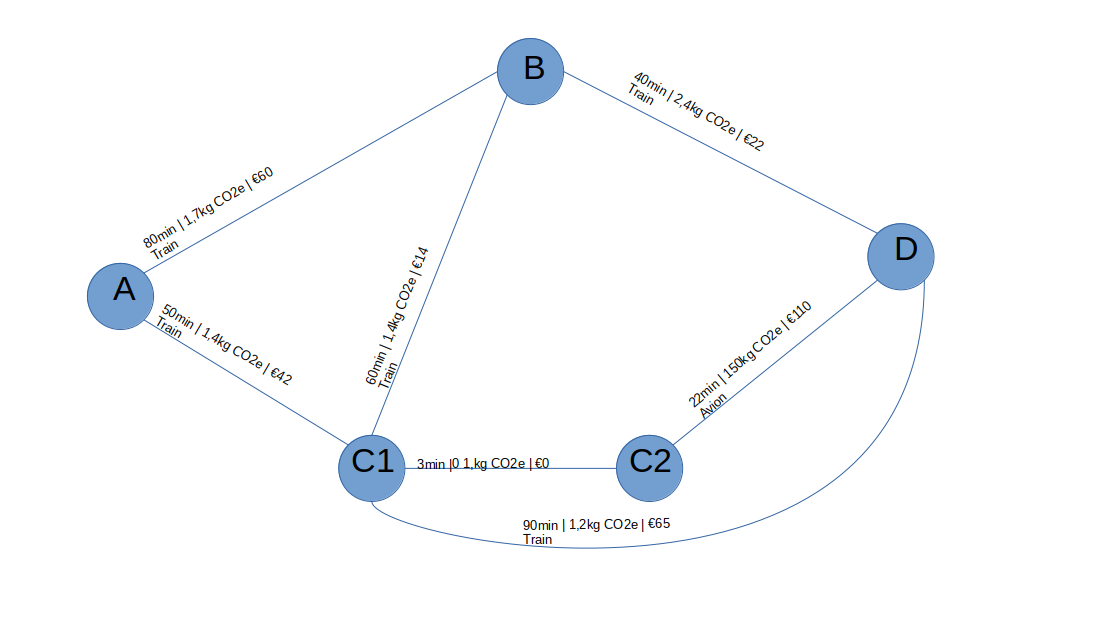 B
40min | 2,4kg CO2e | €22
Train
80min | 1,7kg CO2e | €60
Train
D
A
60min | 1,4kg CO2e | €14
Train
50min | 1,4kg CO2e | €42
Train
22min | 150kg CO2e | €110
Avion
C1
3min |0 1,kg CO2e | €0
C2
90min | 1,2kg CO2e | €65
Train